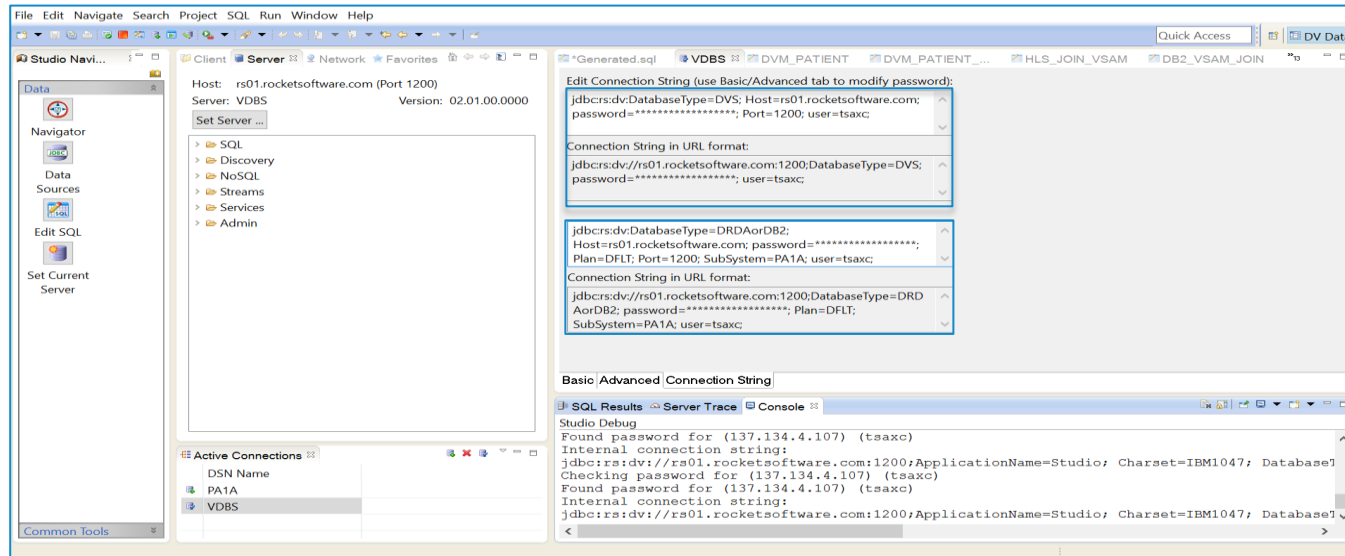 File Edit Navigate Search Project SQL Run Window Help
Quick Access
DV Data
Studio Navi...
Data
Navigator
JDBC
Data
Sources
SQL
Edit SQL
Set Current
Server
Common Tools
Client Server Network Favorites
Host: rs01.rocketsoftware.com (Port 1200)
Server: VDBS Version: 02.01.00.0000
Set Server ...
SQL
Discovery
NoSQL
Streams
Services
Admin
Active Connections
DSN Name
PA1A
VDBS
*Generated.sql VDBS DVM_PATIENT DVM_PATIENT_... HLS_JOIN_VSAM DB2_VSAM_JOIN »13
Edit Connection String (use Basic/Advanced tab to modify password):
jdbc:rs:dv:DatabaseType=DVS; Host=rs01.rocketsoftware.com;
password=******************; Port=1200; user=tsaxc;
Connection String in URL format:
jdbc:rs:dv://rs01.rocketsoftware.com:1200;DatabaseType=DVS;
password=******************; user=tsaxc;
jdbc:rs:dv:DatabaseType=DRDAorDB2;
Host=rs01.rocketsoftware.com; password=******************;
Plan=DFLT; Port=1200; SubSystem=PA1A; user=tsaxc;
Connection String in URL format:
jdbc:rs:dv://rs01.rocketsoftware.com:1200;DatabaseType=DRD
AorDB2; password=******************; Plan=DFLT;
SubSystem=PA1A; user=tsaxc;
Basic Advanced Connection String
SQL Results Server Trace Console
Studio Debug
Found password for (137.134.4.107) (tsaxc)
Internal connection string:
jdbc:rs:dv://rs01.rocketsoftware.com:1200;ApplicationName=Studio; Charset=IBM1047; DatabaseT
Checking password for (137.134.4.107) (tsaxc)
Found password for (137.134.4.107) (tsaxc)
Internal connection string:
jdbc:rs:dv://rs01.rocketsoftware.com:1200;ApplicationName=Studio; Charset=IBM1047; DatabaseT